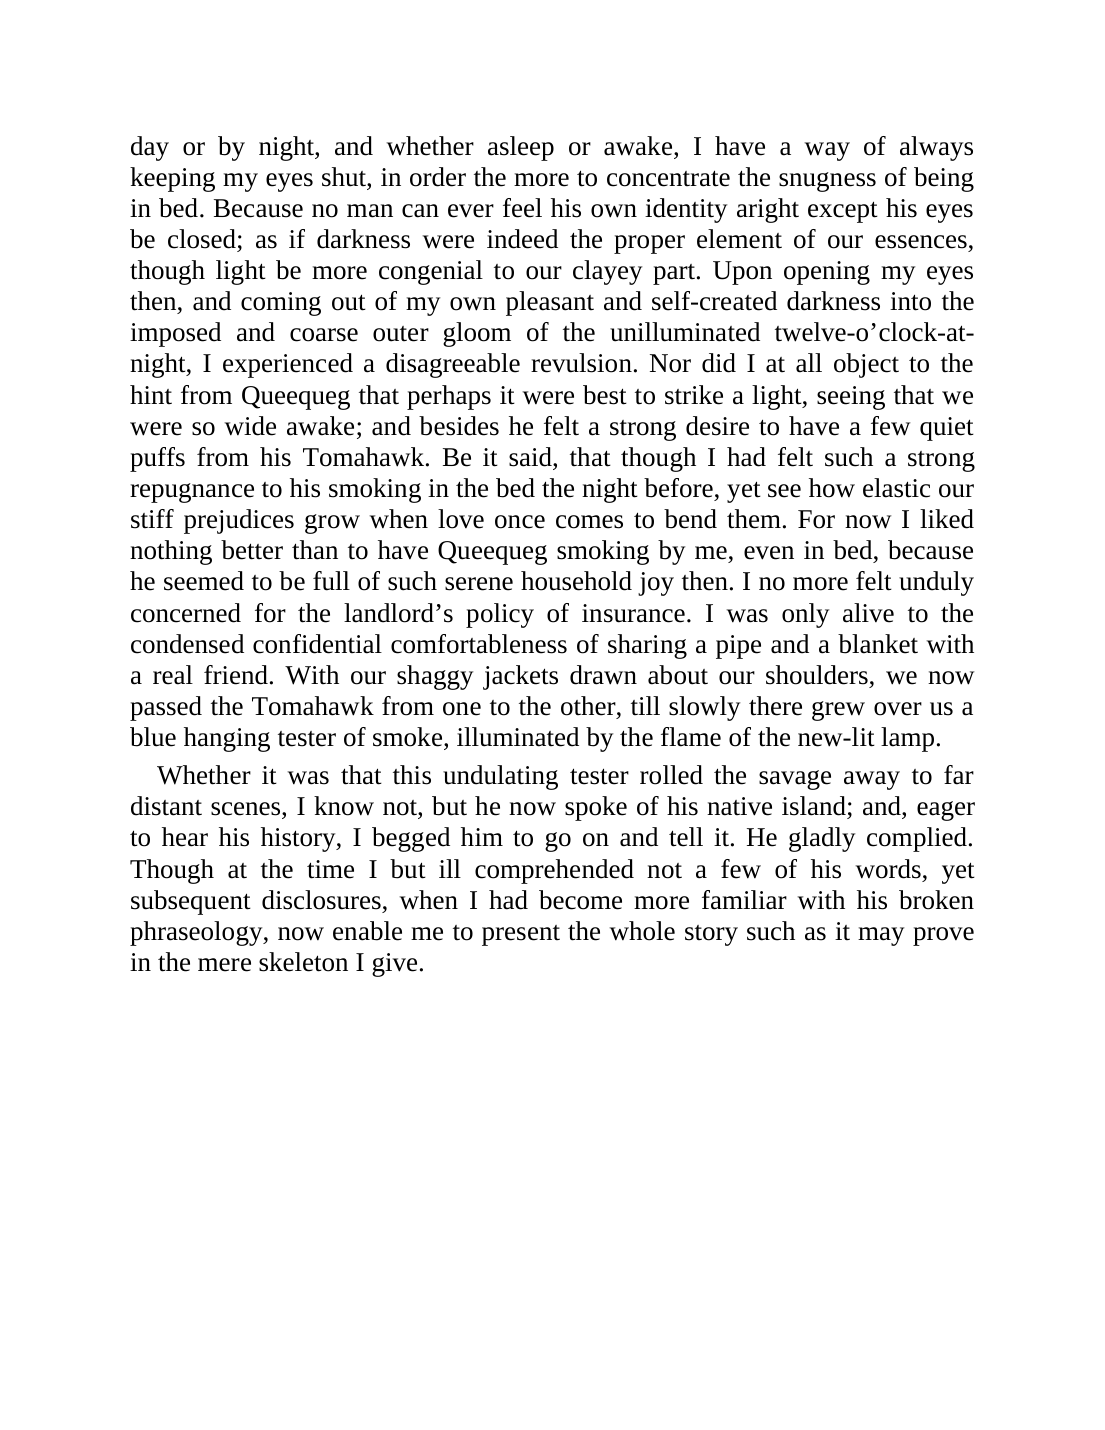 day or by night, and whether asleep or awake, I have a way of always
keeping my eyes shut, in order the more to concentrate the snugness of being
in bed. Because no man can ever feel his own identity aright except his eyes
be closed; as if darkness were indeed the proper element of our essences,
though light be more congenial to our clayey part. Upon opening my eyes
then, and coming out of my own pleasant and self-created darkness into the
imposed and coarse outer gloom of the unilluminated twelve-o’clock-at-
night, I experienced a disagreeable revulsion. Nor did I at all object to the
hint from Queequeg that perhaps it were best to strike a light, seeing that we
were so wide awake; and besides he felt a strong desire to have a few quiet
puffs from his Tomahawk. Be it said, that though I had felt such a strong
repugnance to his smoking in the bed the night before, yet see how elastic our
stiff prejudices grow when love once comes to bend them. For now I liked
nothing better than to have Queequeg smoking by me, even in bed, because
he seemed to be full of such serene household joy then. I no more felt unduly
concerned for the landlord’s policy of insurance. I was only alive to the
condensed confidential comfortableness of sharing a pipe and a blanket with
a real friend. With our shaggy jackets drawn about our shoulders, we now
passed the Tomahawk from one to the other, till slowly there grew over us a
blue hanging tester of smoke, illuminated by the flame of the new-lit lamp.
Whether it was that this undulating tester rolled the savage away to far
distant scenes, I know not, but he now spoke of his native island; and, eager
to hear his history, I begged him to go on and tell it. He gladly complied.
Though at the time I but ill comprehended not a few of his words, yet
subsequent disclosures, when I had become more familiar with his broken
phraseology, now enable me to present the whole story such as it may prove
in the mere skeleton I give.